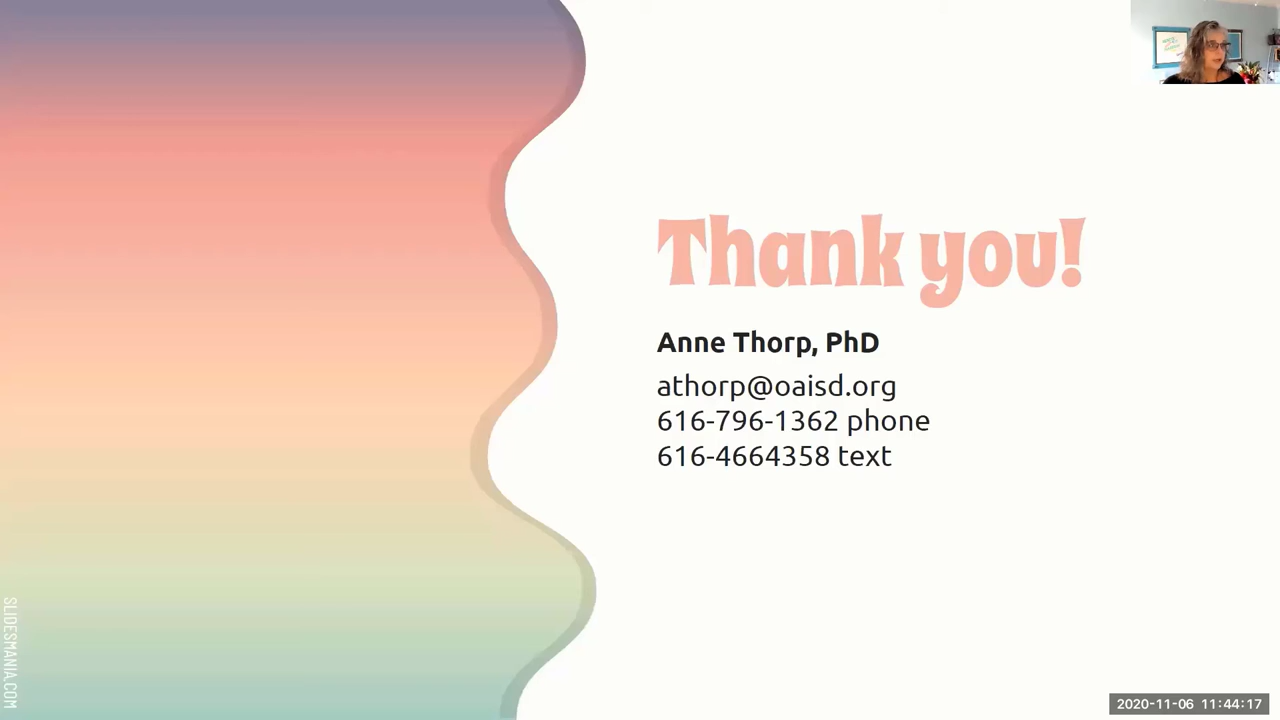 Thank you!
Anne Thorp, PhD
athorp@oaisd.org
616-796-1362 phone
616-4664358 text
SLIDESMANIA.COM
2020-11-06 11:44:17